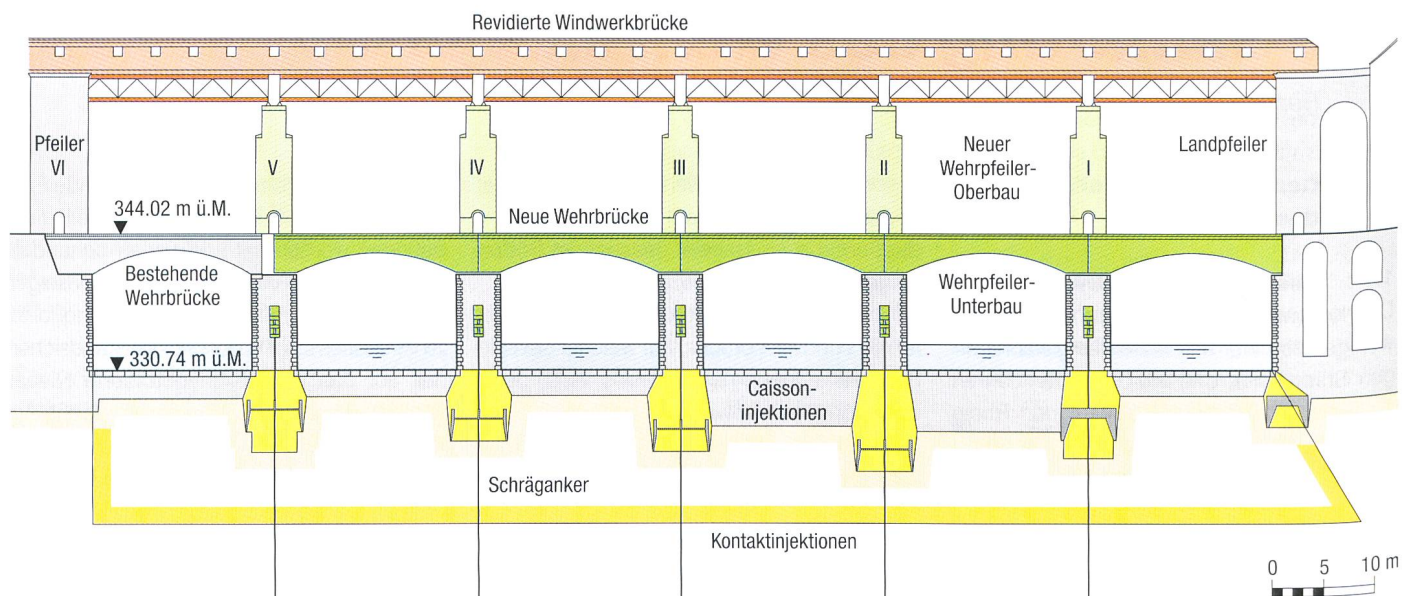 Revidierte Windwerkbrücke
Pfeiler
VI
V
IV
III
II
Neuer
Wehrpfeiler-
Oberbau
I
Landpfeiler
344.02 m ü.M.
Neue Wehrbrücke
Bestehende
Wehrbrücke
Wehrpfeiler-
Unterbau
330.74 m ü.M.
Caisson-
injektionen
Schräganker
Kontaktinjektionen
0 5 10 m